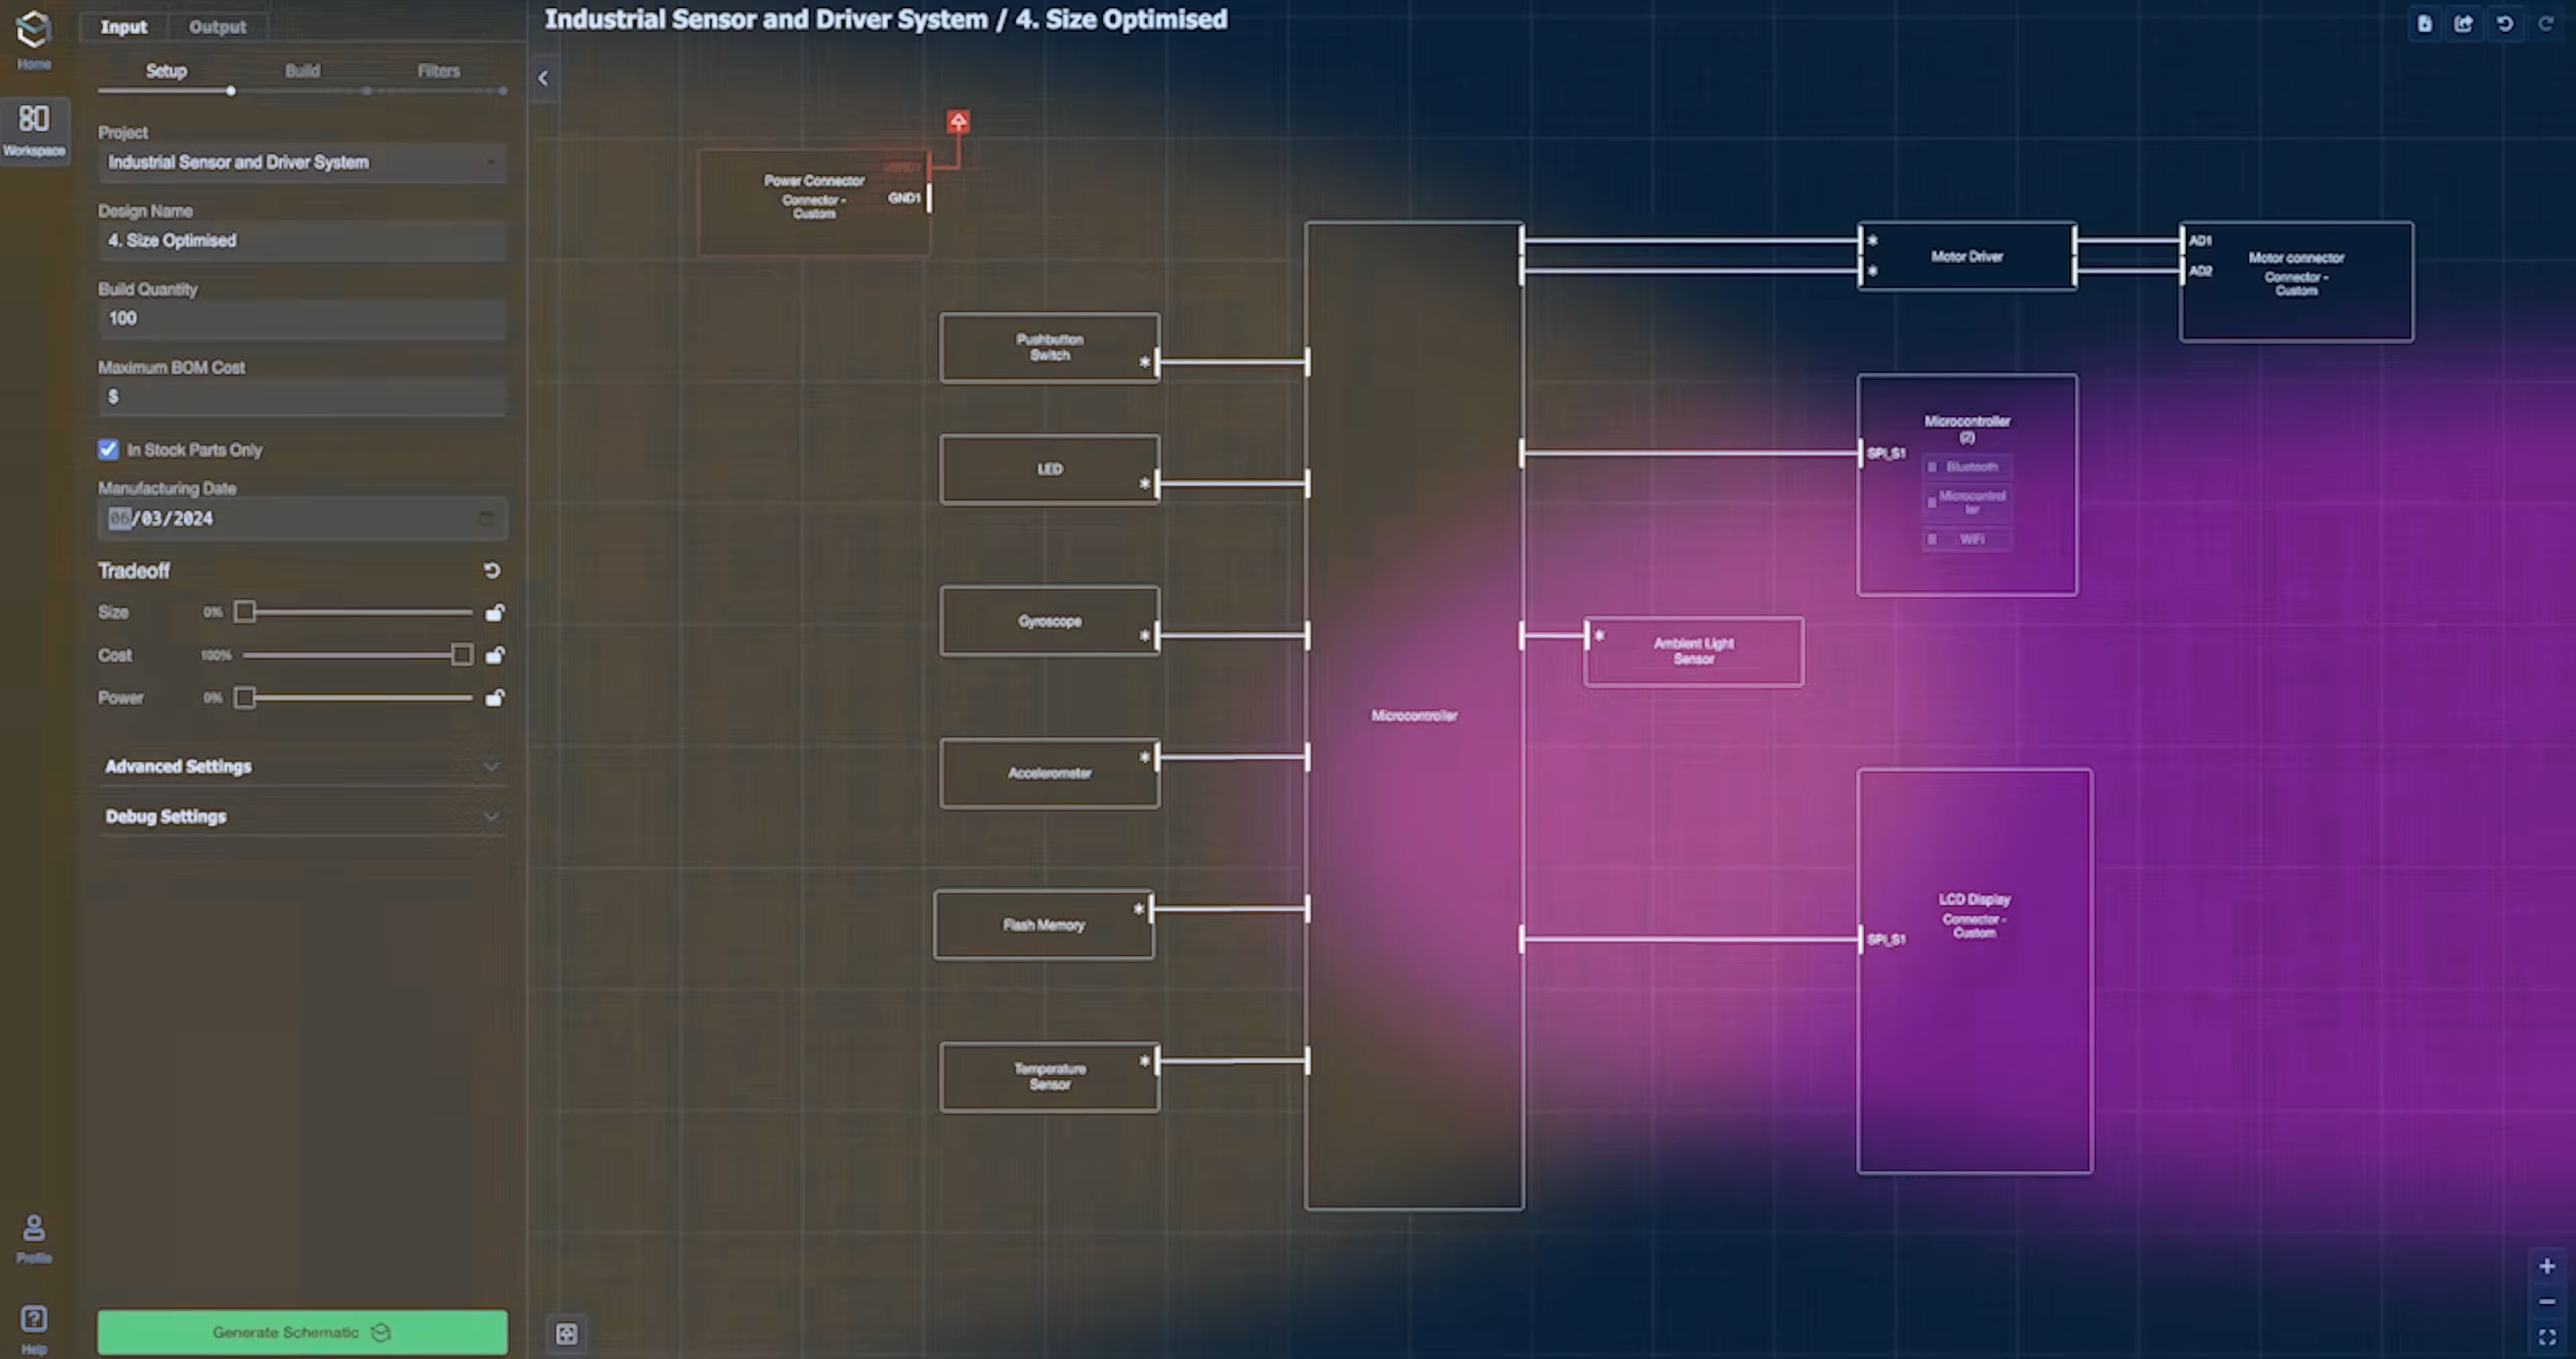 Home
Workspace
Profile
Help
Input
Output
Setup
Build
Filters
Project
Industrial Sensor and Driver System
Design Name
4. Size Optimised
Build Quantity
100
Maximum BOM Cost
$
In Stock Parts Only
Manufacturing Date
06/03/2024
Tradeoff
Size 0%
Cost 100%
Power 0%
Advanced Settings
Debug Settings
Generate Schematic
Industrial Sensor and Driver System / 4. Size Optimised
Power Connector
Connector -
Custom
GND1
Pushbutton
Switch
*
LED
*
Gyroscope
*
Accelerometer
*
Flash Memory
*
Temperature
Sensor
*
Microcontroller
*
*
Motor Driver
AD1
AD2
Motor connector
Connector -
Custom
Microcontroller
(2)
SPI_S1
Bluetooth
Microcontrol
ler
WiFi
*
Ambient Light
Sensor
LCD Display
Connector -
Custom
SPI_S1